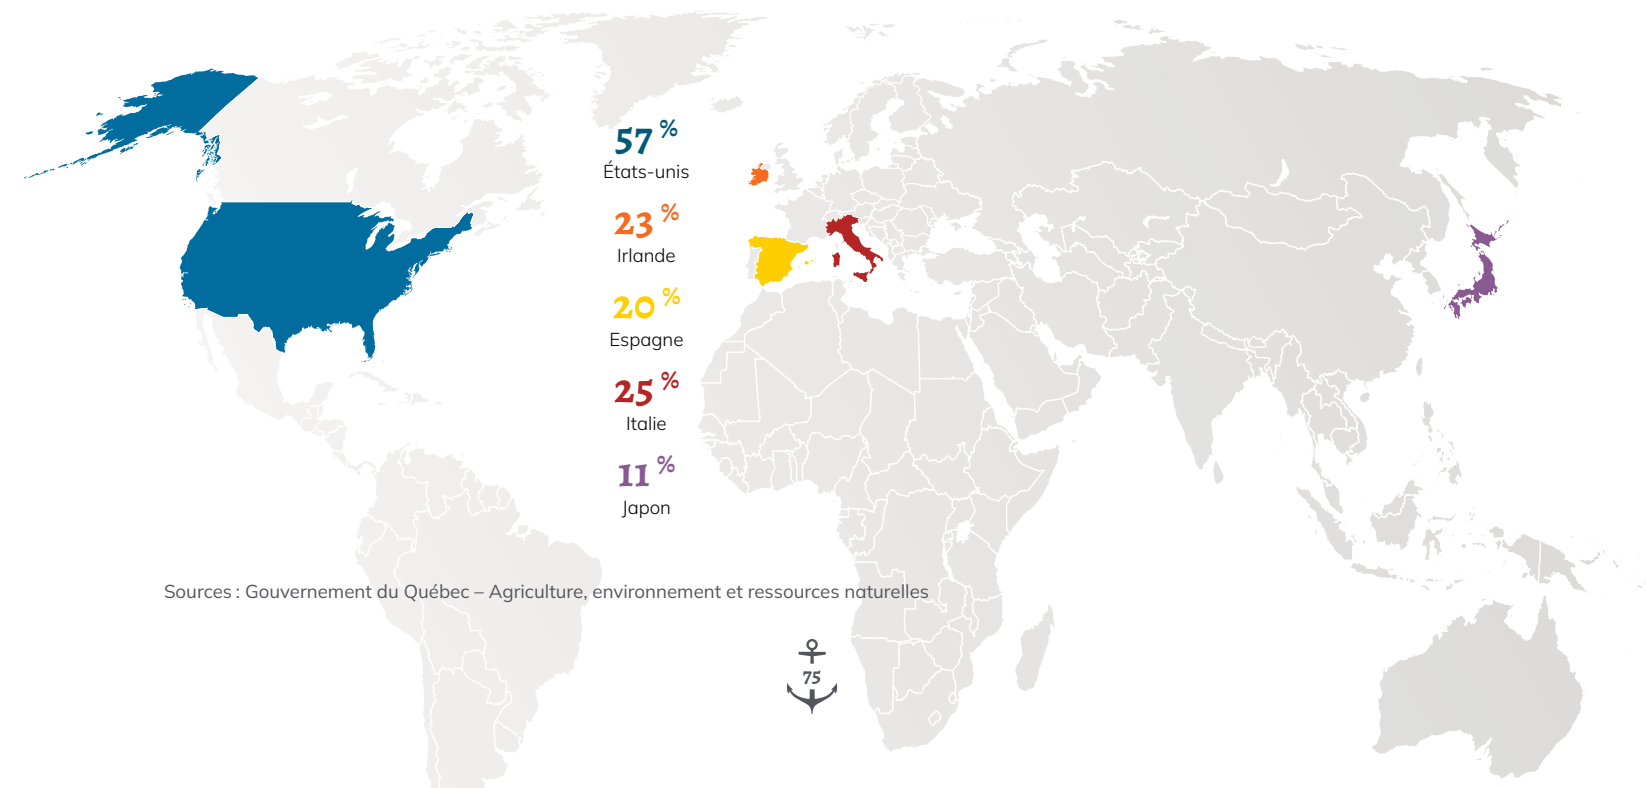 57 %
États-unis
23 %
Irlande
20 %
Espagne
25 %
Italie
11 %
Japon
Sources : Gouvernement du Québec – Agriculture, environnement et ressources naturelles
75